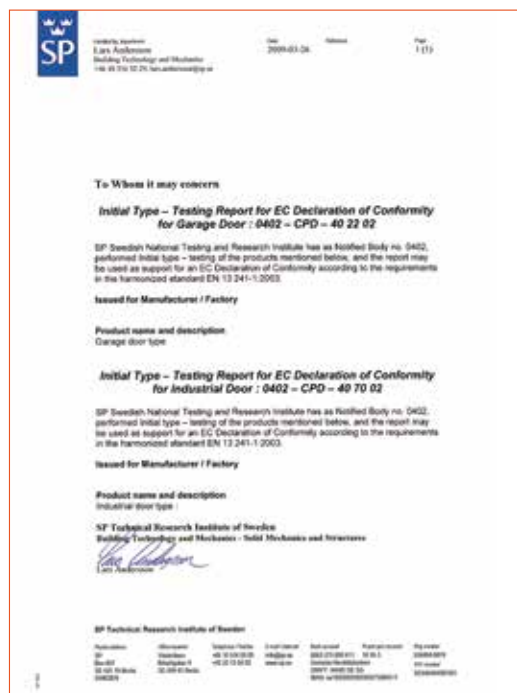 SP
Handled by, department
Date
Reference
Page
Lars Andersson
2009-03-26
1 (1)
Building Technology and Mechanics
To Whom it may concern
Initial Type – Testing Report for EC Declaration of Conformity
for Garage Door : 0402 – CPD – 40 22 02
SP Swedish National Testing and Research Institute has as Notified Body no. 0402,
performed Initial type – testing of the products mentioned below, and the report may
be used as support for an EC Declaration of Conformity according to the requirements
in the harmonized standard EN 13 241-1:2003.
Issued for Manufacturer / Factory
Product name and description
Garage door type
Initial Type – Testing Report for EC Declaration of Conformity
for Industrial Door : 0402 – CPD – 40 70 02
SP Swedish National Testing and Research Institute has as Notified Body no. 0402,
performed Initial type – testing of the products mentioned below, and the report may
be used as support for an EC Declaration of Conformity according to the requirements
in the harmonized standard EN 13 241-1:2003.
Issued for Manufacturer / Factory
Product name and description
Industrial door type :
SP Technical Research Institute of Sweden
Building Technology and Mechanics - Solid Mechanics and Structures
Lars Andersson
Lars Andersson
SP Technical Research Institute of Sweden